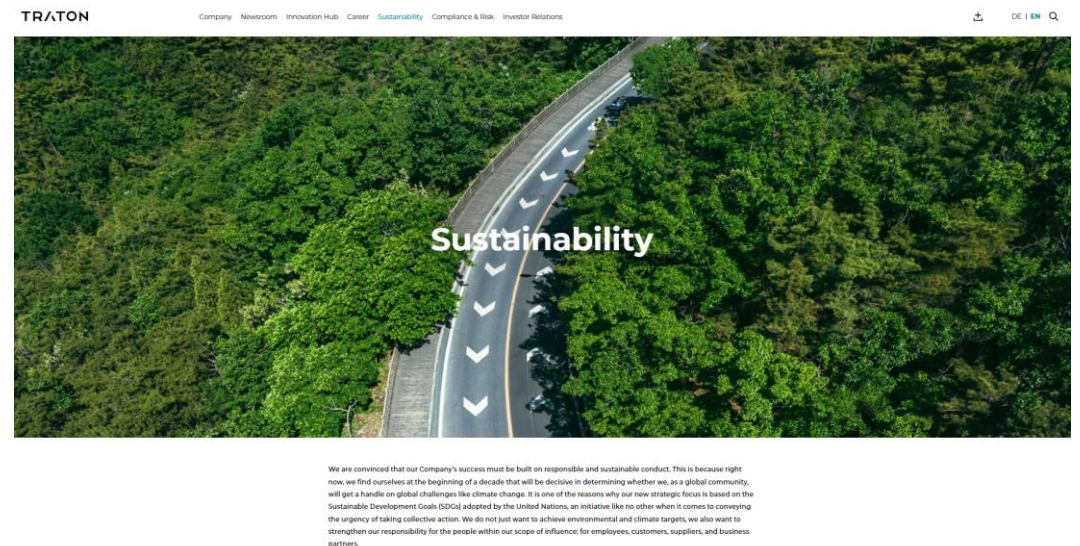 TRATON
Company Newsroom Innovation Hub Career Sustainability Compliance & Risk Investor Relations
DE | EN
Sustainability
We are convinced that our Company's success must be built on responsible and sustainable conduct. This is because right
now, we find ourselves at the beginning of a decade that will be decisive in determining whether we, as a global community,
will get a handle on global challenges like climate change. It is one of the reasons why our new strategic focus is based on the
Sustainable Development Goals (SDGs) adopted by the United Nations, an initiative like no other when it comes to conveying
the urgency of taking collective action. We do not just want to achieve environmental and climate targets, we also want to
strengthen our responsibility for the people within our scope of influence: for employees, customers, suppliers, and business
partners.